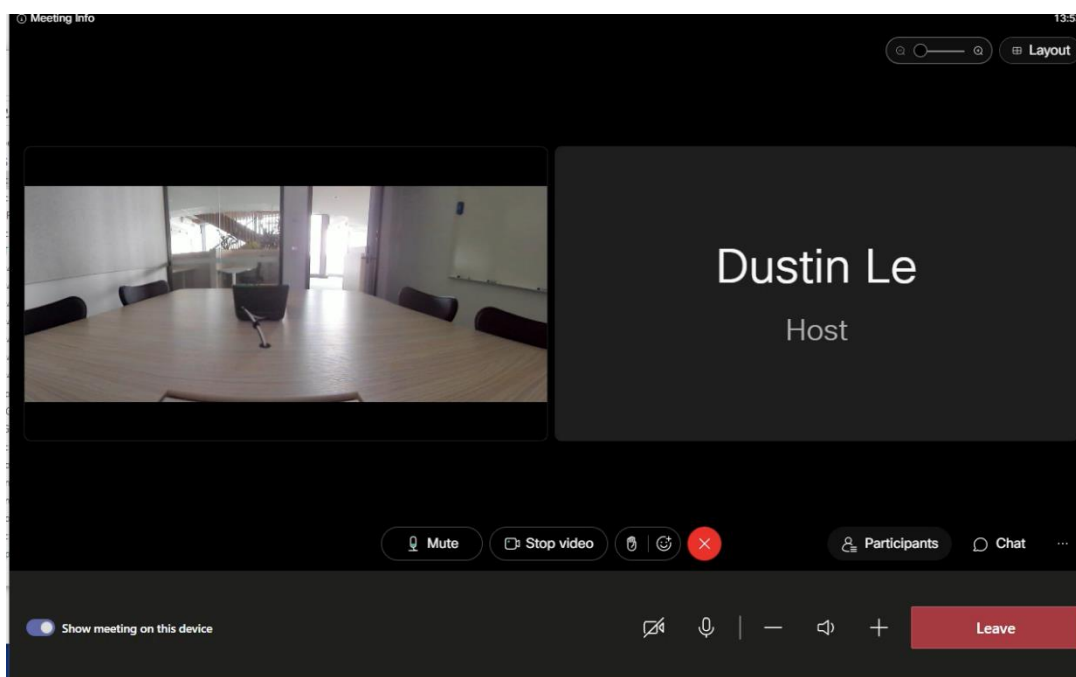 Meeting Info
13:5
Layout
Dustin Le
Host
Mute
Stop video
Participants
Chat
Show meeting on this device
Leave